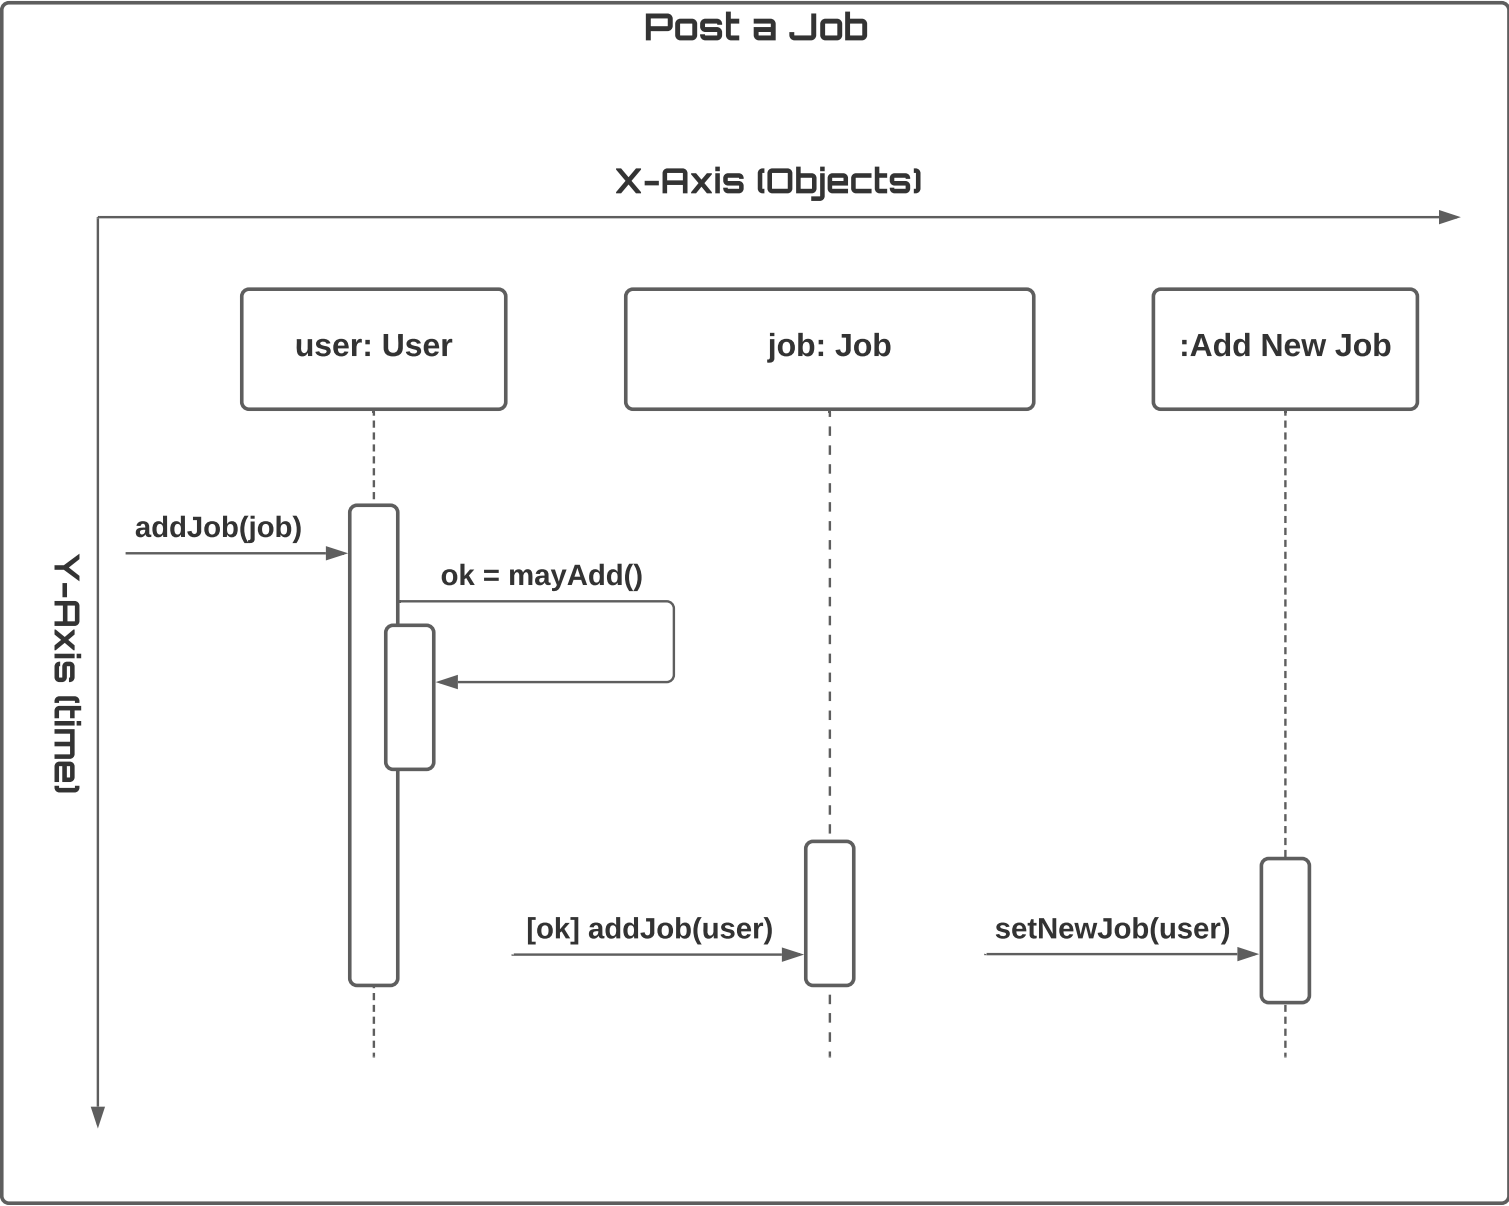 Post a Job
X-Axis (Objects)
user: User
job: Job
:Add New Job
addJob(job)
ok = mayAdd()
Y-Axis (time)
[ok] addJob(user)
setNewJob(user)